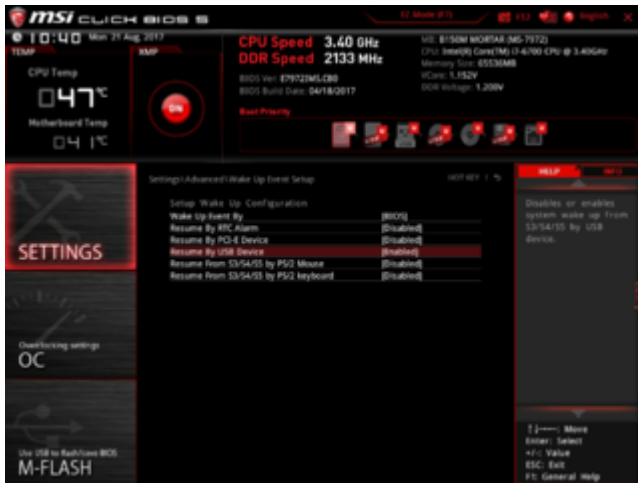 msi CLICK BIOS 5
EZ Mode (F7)
F12
English
X
10:40 Mon 21 Aug, 2017
TEMP
XMP
CPU Temp
47°C
Motherboard Temp
41°C
ON
CPU Speed 3.40 GHz
DDR Speed 2133 MHz
BIOS Ver: E7972IMS.C80
BIOS Build Date: 04/18/2017
MB: B150M MORTAR (MS-7972)
CPU: Intel(R) Core(TM) i7-6700 CPU @ 3.40GHz
Memory Size: 65536MB
VCore: 1.152V
DDR Voltage: 1.200V
Boot Priority
Settings\Advanced\Wake Up Event Setup
HOT KEY
Setup Wake Up Configuration
Wake Up Event By [BIOS]
Resume By RTC Alarm [Disabled]
Resume By PCI-E Device [Disabled]
Resume By USB Device [Enabled]
Resume From S3/S4/S5 by PS/2 Mouse [Disabled]
Resume From S3/S4/S5 by PS/2 keyboard [Disabled]
SETTINGS
Overclocking settings
OC
Use USB to flash/save BIOS
M-FLASH
HELP
INFO
Disables or enables
system wake up from
S3/S4/S5 by USB
device.
↑↓→←: Move
Enter: Select
+/-: Value
ESC: Exit
F1: General Help